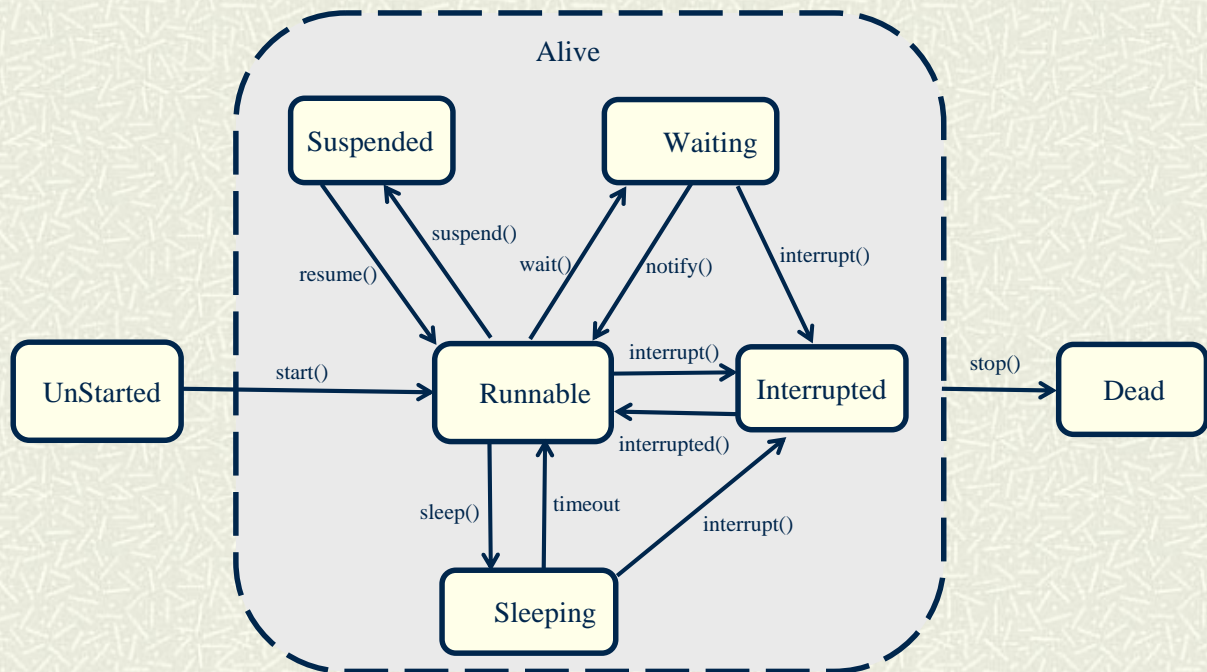 Alive
Suspended
Waiting
suspend()
resume()
wait()
notify()
interrupt()
UnStarted
start()
Runnable
interrupt()
interrupted()
Interrupted
stop()
Dead
sleep()
timeout
interrupt()
Sleeping